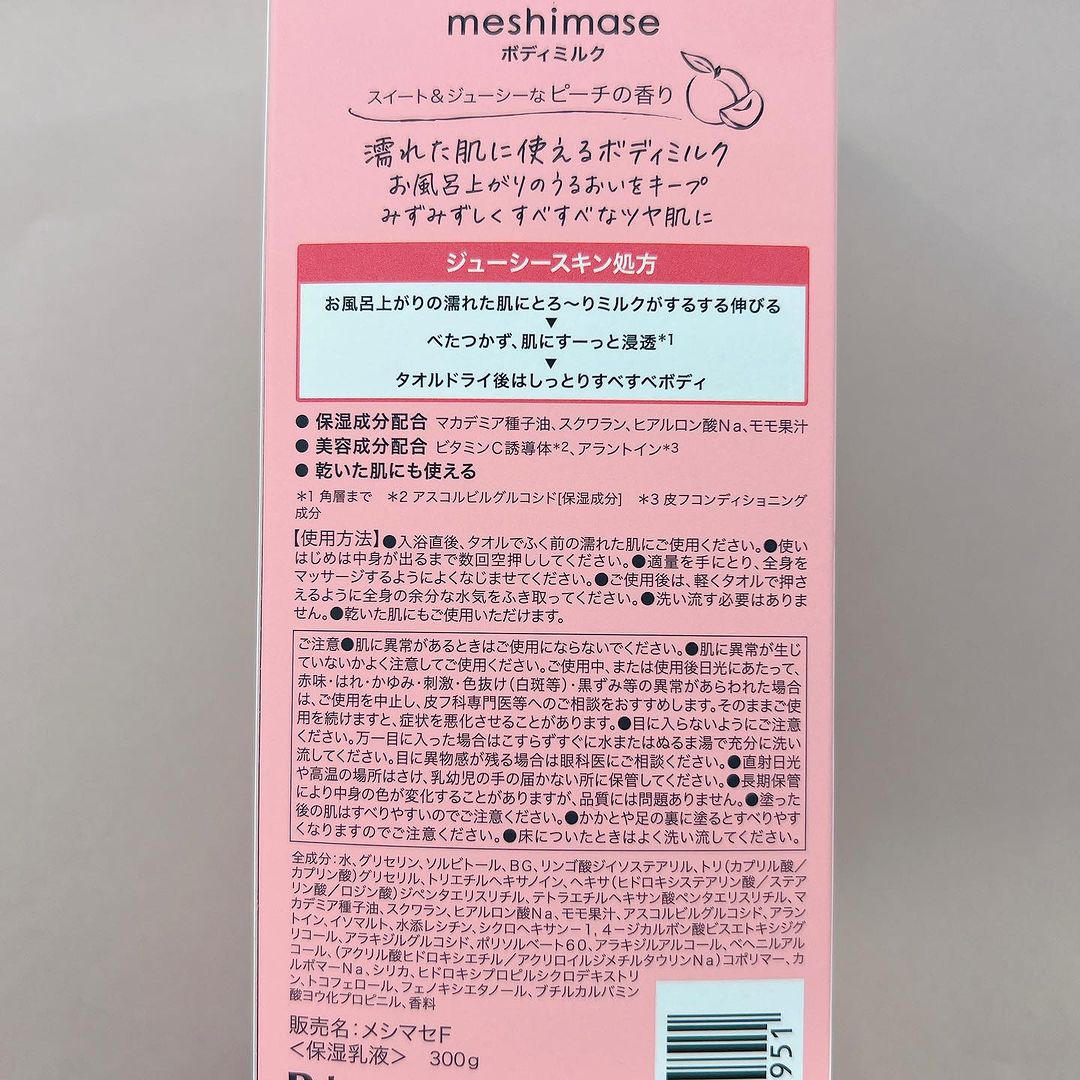 meshimase
ボディミルク
スイート&ジューシーなピーチの香り
濡れた肌に使えるボディミルク
お風呂上がりのうるおいをキープ
みずみずしくすべすべなツヤ肌に
ジューシースキン処方
お風呂上がりの濡れた肌にとろ〜りミルクがするする伸びる
▼
べたつかず、肌にすーっと浸透*1
▼
タオルドライ後はしっとりすべすべボディ
● 保湿成分配合 マカデミア種子油、スクワラン、ヒアルロン酸Na、モモ果汁
● 美容成分配合 ビタミンC誘導体*2、アラントイン*3
● 乾いた肌にも使える
*1 角層まで *2 アスコルビルグルコシド[保湿成分] *3 皮フコンディショニング
成分
【使用方法】●入浴直後、タオルでふく前の濡れた肌にご使用ください。●使い
はじめは中身が出るまで数回空押ししてください。●適量を手にとり、全身を
マッサージするようによくなじませてください。●ご使用後は、軽くタオルで押さ
えるように全身の余分な水気をふき取ってください。●洗い流す必要はありま
せん。●乾いた肌にもご使用いただけます。
ご注意●肌に異常があるときはご使用にならないでください。●肌に異常が生じ
ていないかよく注意してご使用ください。ご使用中、または使用後日光にあたって、
赤味・はれ・かゆみ・刺激・色抜け(白斑等)・黒ずみ等の異常があらわれた場合
は、ご使用を中止し、皮フ科専門医等へのご相談をおすすめします。そのままご使
用を続けますと、症状を悪化させることがあります。●目に入らないようにご注意
ください。万一目に入った場合はこすらずすぐに水またはぬるま湯で充分に洗い
流してください。目に異物感が残る場合は眼科医にご相談ください。●直射日光
や高温の場所はさけ、乳幼児の手の届かない所に保管してください。●長期保管
により中身の色が変化することがありますが、品質には問題ありません。●塗った
後の肌はすべりやすいのでご注意ください。●かかとや足の裏に塗るとすべりやす
くなりますのでご注意ください。●床についたときはよく洗い流してください。
全成分:水、グリセリン、ソルビトール、BG、リンゴ酸ジイソステアリル、トリ(カプリル酸/
カプリン酸)グリセリル、トリエチルヘキサノイン、ヘキサ(ヒドロキシステアリン酸/ステア
リン酸/ロジン酸)ジペンタエリスリチル、テトラエチルヘキサン酸ペンタエリスリチル、マ
カデミア種子油、スクワラン、ヒアルロン酸Na、モモ果汁、アスコルビルグルコシド、アラン
トイン、イソマルト、水添レシチン、シクロヘキサン-1,4-ジカルボン酸ビスエトキシジグ
リコール、アラキジルグルコシド、ポリソルベート60、アラキジルアルコール、ベヘニルアル
コール、(アクリル酸ヒドロキシエチル/アクリロイルジメチルタウリンNa)コポリマー、カ
ルボマーNa、シリカ、ヒドロキシプロピルシクロデキストリ
ン、トコフェロール、フェノキシエタノール、ブチルカルバミン
酸ヨウ化プロピニル、香料
販売名:メシマセF
<保湿乳液> 300g
951